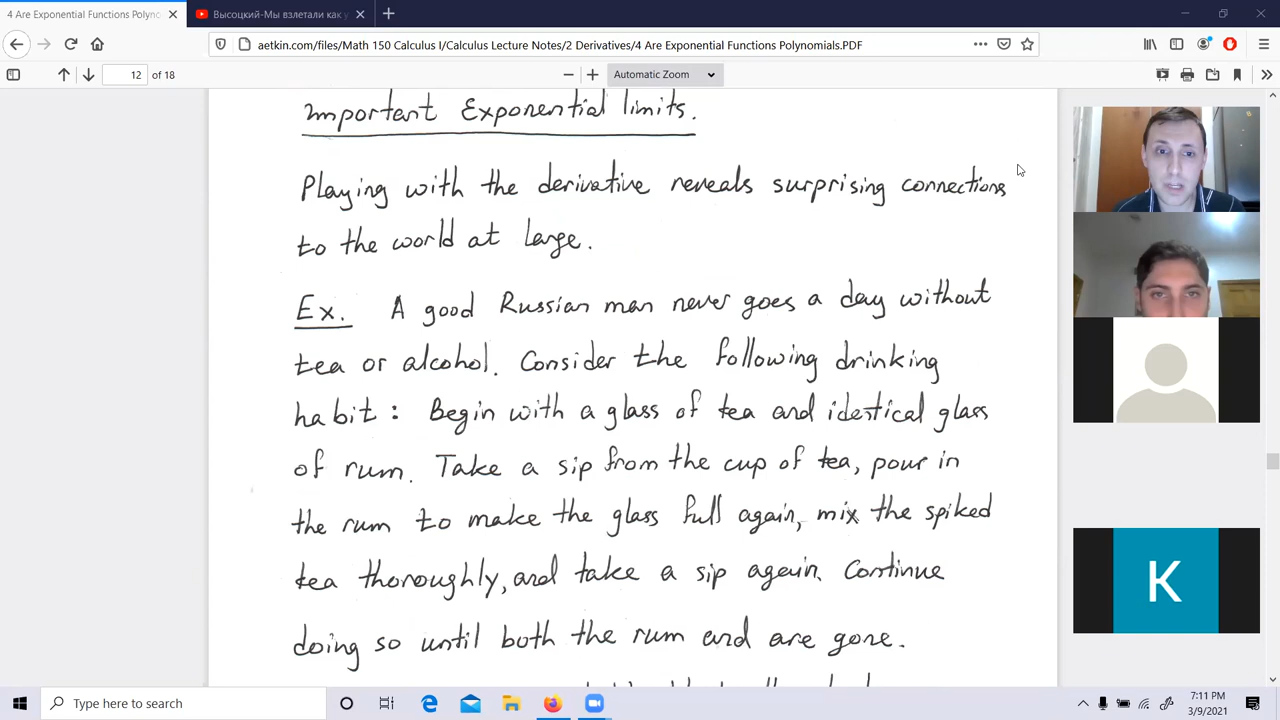 4 Are Exponential Functions Polyno
Высоцкий-Мы взлетали как у
aetkin.com/files/Math 150 Calculus I/Calculus Lecture Notes/2 Derivatives/4 Are Exponential Functions Polynomials.PDF
12 of 18
Automatic Zoom
Important Exponential limits.
Playing with the derivative reveals surprising connections
to the world at large.
Ex. A good Russian man never goes a day without
tea or alcohol. Consider the following drinking
habit: Begin with a glass of tea and identical glass
of rum. Take a sip from the cup of tea, pour in
the rum to make the glass full again, mix the spiked
tea thoroughly, and take a sip again. Continue
doing so until both the rum and are gone.
K
Type here to search
7:11 PM
3/9/2021